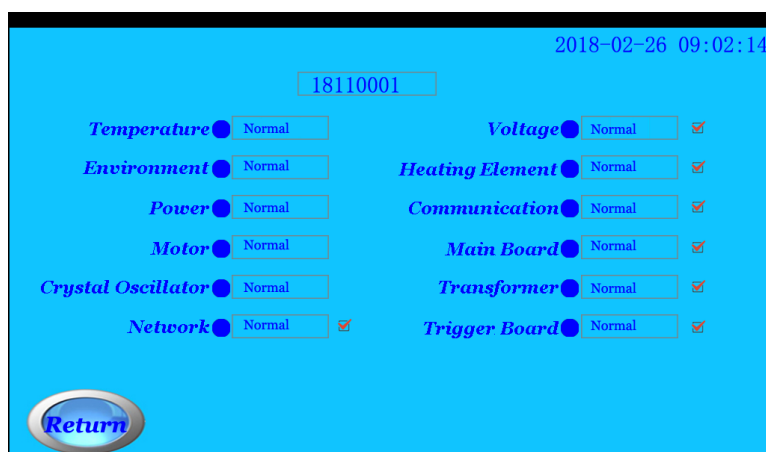 2018-02-26 09:02:14
18110001
Temperature Normal Voltage Normal
Environment Normal Heating Element Normal
Power Normal Communication Normal
Motor Normal Main Board Normal
Crystal Oscillator Normal Transformer Normal
Network Normal Trigger Board Normal
Return